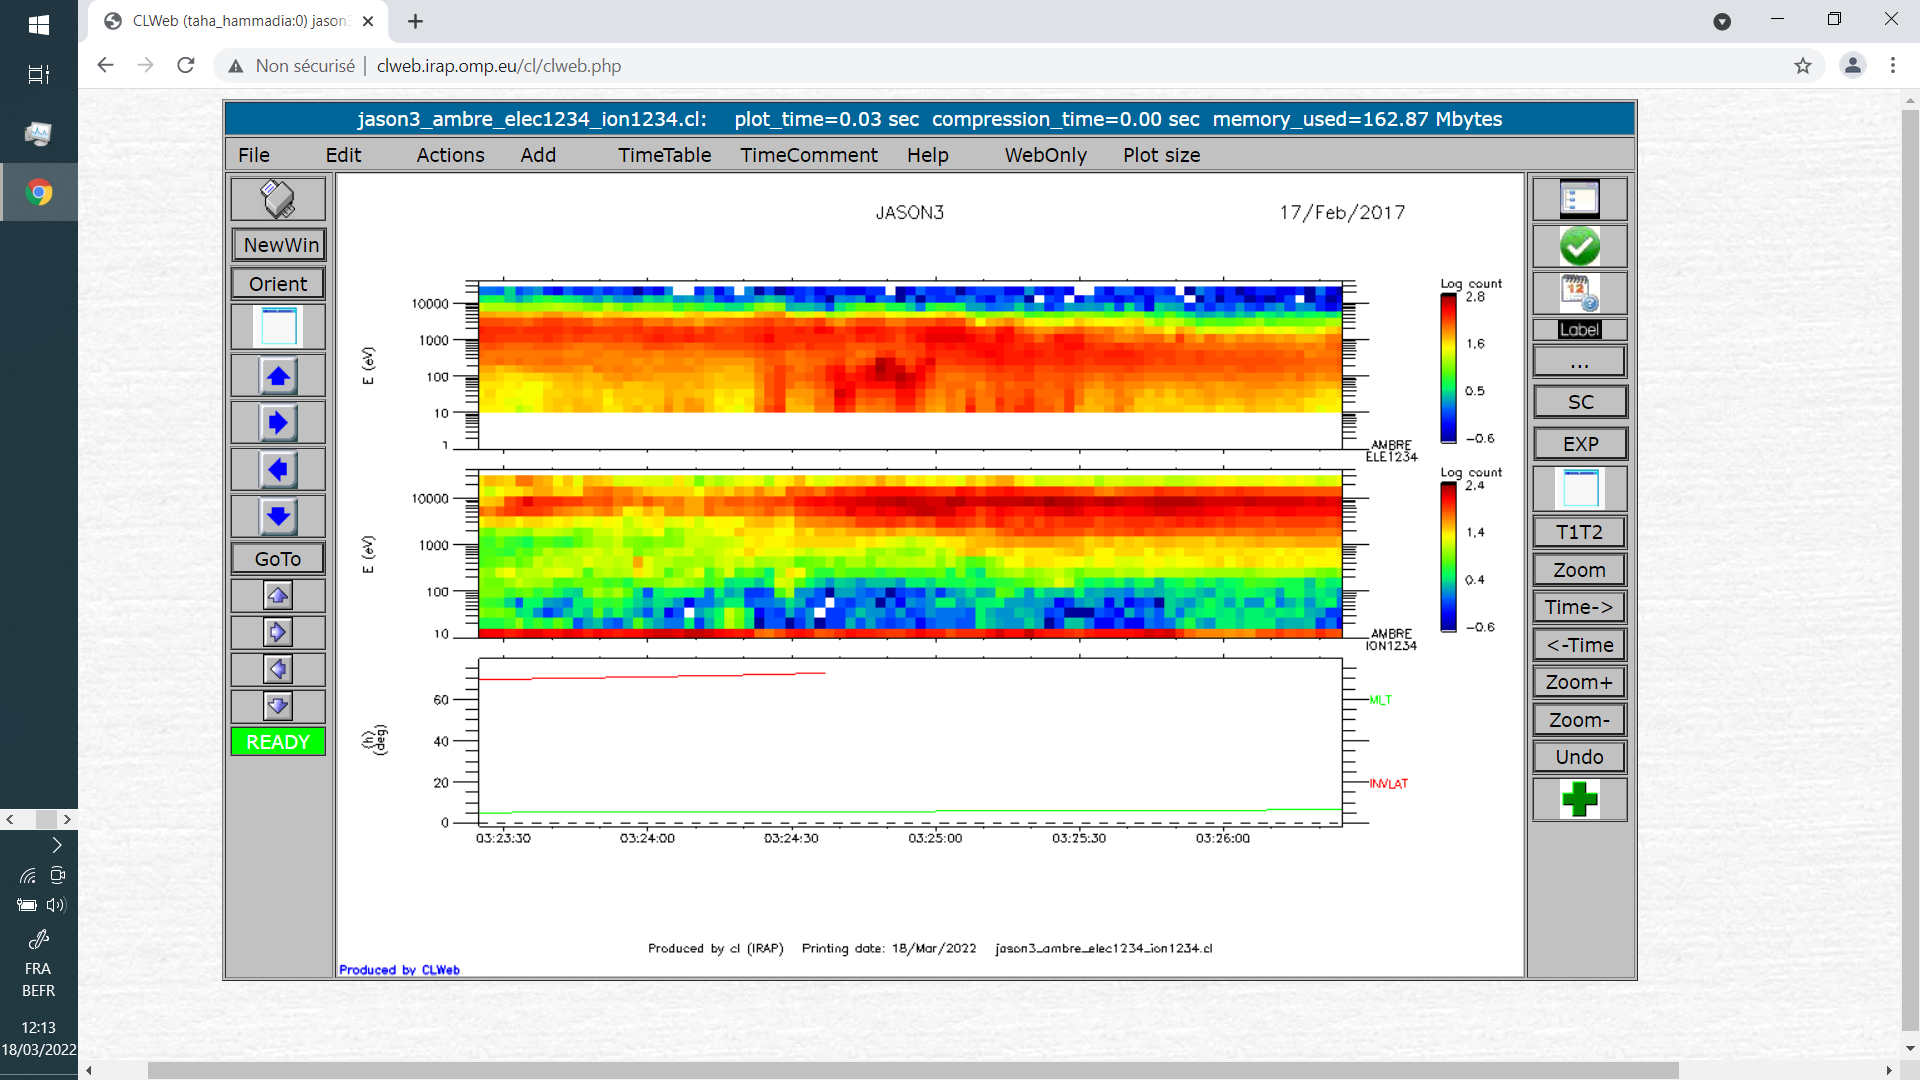 CLWeb (taha_hammadia:0) jason3
Non sécurisé | clweb.irap.omp.eu/cl/clweb.php
jason3_ambre_elec1234_ion1234.cl: plot_time=0.03 sec compression_time=0.00 sec memory_used=162.87 Mbytes
File Edit Actions Add TimeTable TimeComment Help WebOnly Plot size
NewWin
Orient
GoTo
READY
JASON3 17/Feb/2017
Log count
2.8
1.6
0.5
-0.6
10000
1000
100
10
1
E (eV)
AMBRE
ELE1234
Log count
2.4
1.4
0.4
-0.6
10000
1000
100
10
E (eV)
AMBRE
ION1234
60
40
20
0
(h)
(deg)
MLT
INVLAT
03:23:30 03:24:00 03:24:30 03:25:00 03:25:30 03:26:00
Produced by cl (IRAP) Printing date: 18/Mar/2022 jason3_ambre_elec1234_ion1234.cl
Produced by CLWeb
12
Label
...
SC
EXP
T1T2
Zoom
Time->
<-Time
Zoom+
Zoom-
Undo
FRA
BEFR
12:13
18/03/2022